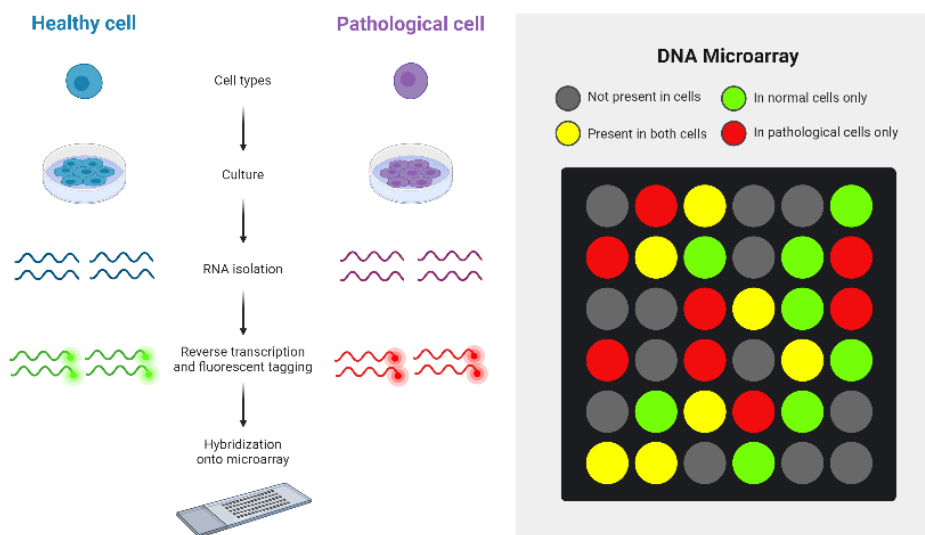 Healthy cell
Pathological cell
Cell types
Culture
RNA isolation
Reverse transcription
and fluorescent tagging
Hybridization
onto microarray
DNA Microarray
Not present in cells
In normal cells only
Present in both cells
In pathological cells only